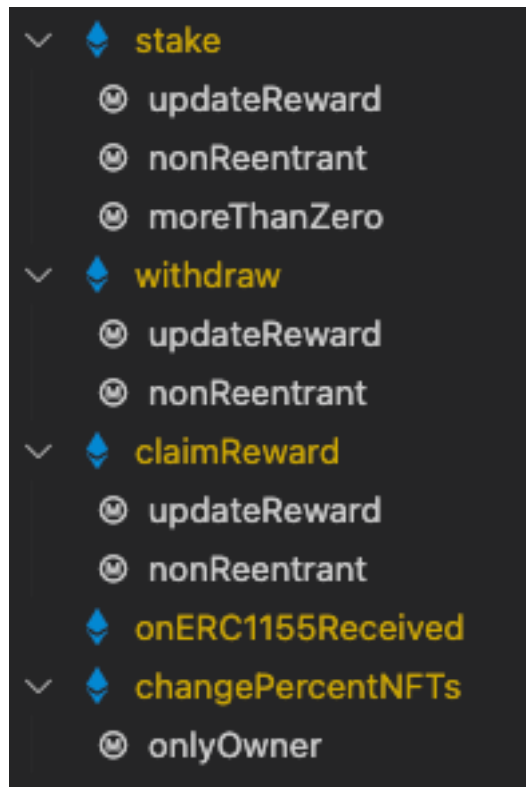 stake
updateReward
nonReentrant
moreThanZero
withdraw
updateReward
nonReentrant
claimReward
updateReward
nonReentrant
onERC1155Received
changePercentNFTs
onlyOwner